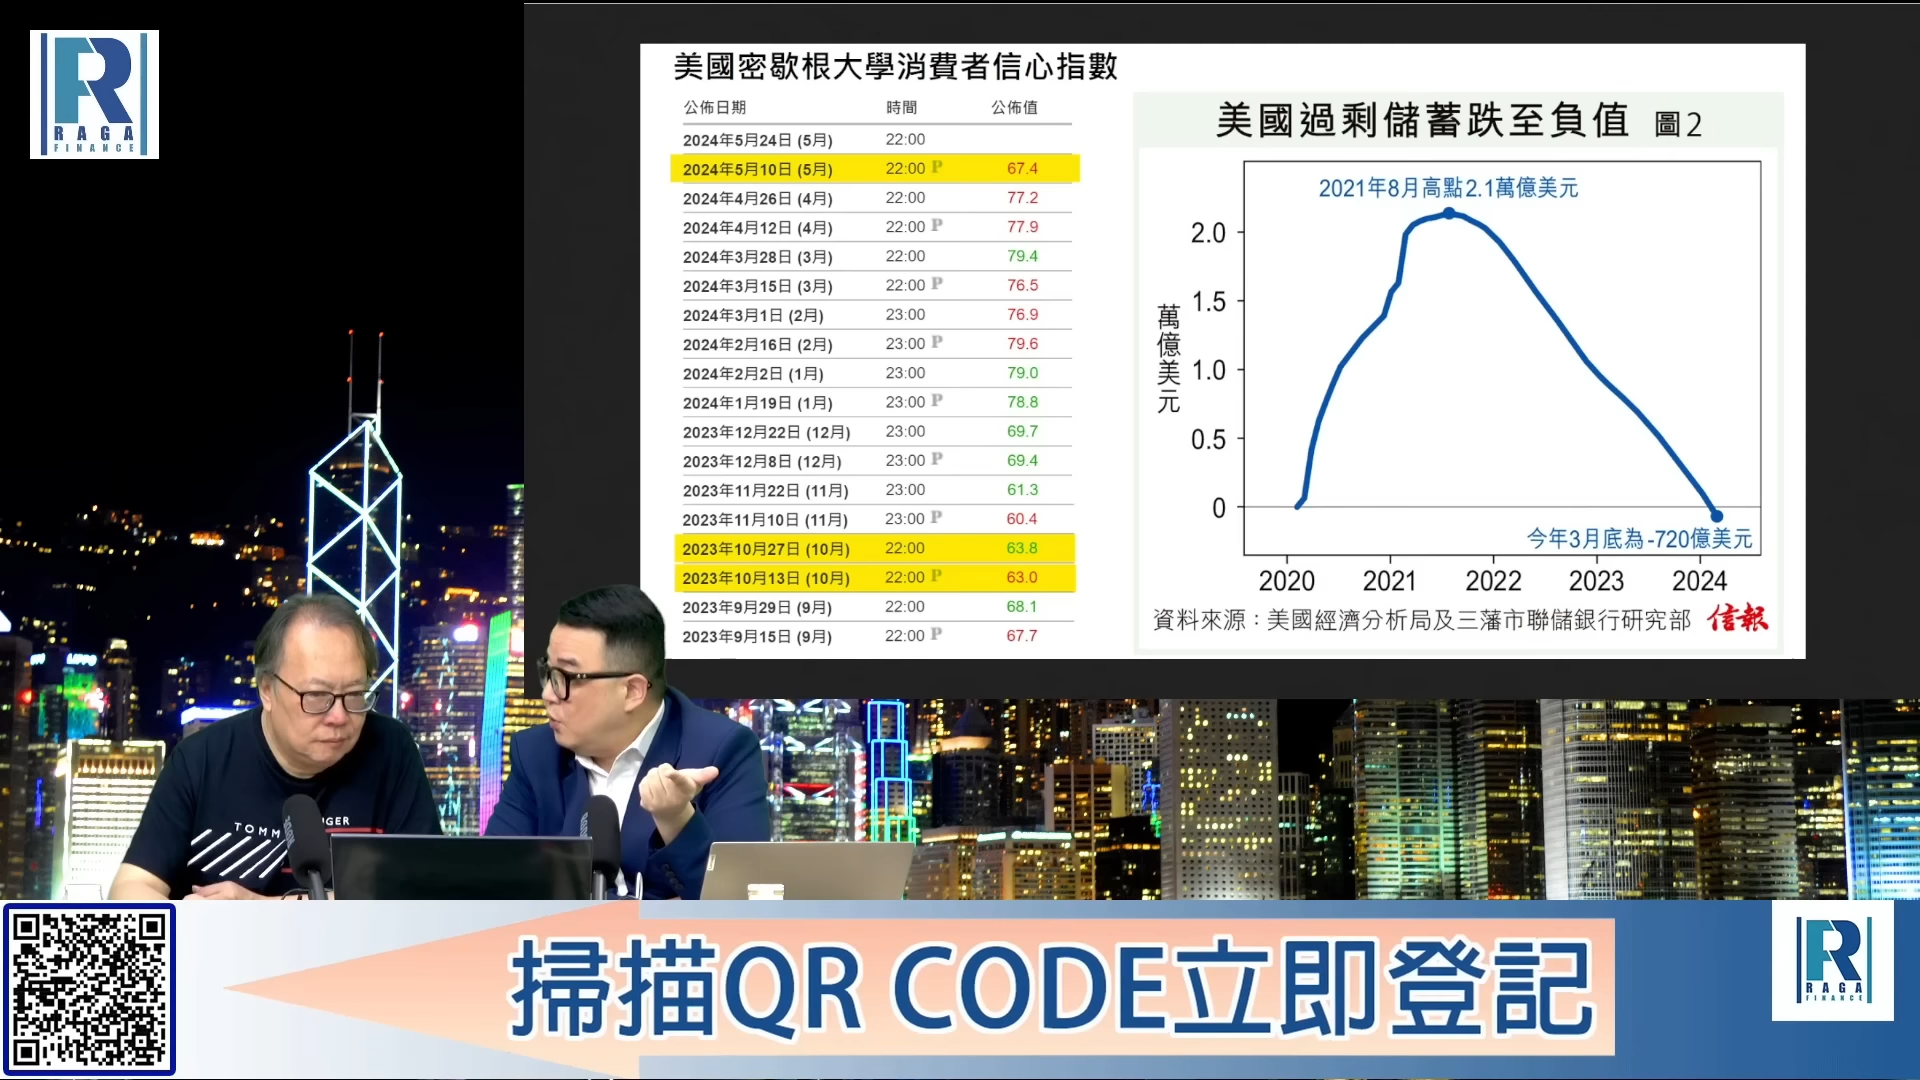 RAGA
FINANCE
美國密歇根大學消費者信心指數
公佈日期 時間 公佈值
2024年5月24日 (5月) 22:00
2024年5月10日 (5月) 22:00 P 67.4
2024年4月26日 (4月) 22:00 77.2
2024年4月12日 (4月) 22:00 P 77.9
2024年3月28日 (3月) 22:00 79.4
2024年3月15日 (3月) 22:00 P 76.5
2024年3月1日 (2月) 23:00 76.9
2024年2月16日 (2月) 23:00 P 79.6
2024年2月2日 (1月) 23:00 79.0
2024年1月19日 (1月) 23:00 P 78.8
2023年12月22日 (12月) 23:00 69.7
2023年12月8日 (12月) 23:00 P 69.4
2023年11月22日 (11月) 23:00 61.3
2023年11月10日 (11月) 23:00 P 60.4
2023年10月27日 (10月) 22:00 63.8
2023年10月13日 (10月) 22:00 P 63.0
2023年9月29日 (9月) 22:00 68.1
2023年9月15日 (9月) 22:00 P 67.7
美國過剩儲蓄跌至負值 圖2
2021年8月高點2.1萬億美元
萬億美元
2.0
1.5
1.0
0.5
0
今年3月底為-720億美元
2020 2021 2022 2023 2024
資料來源：美國經濟分析局及三藩市聯儲銀行研究部 信報
掃描QR CODE立即登記
RAGA
FINANCE